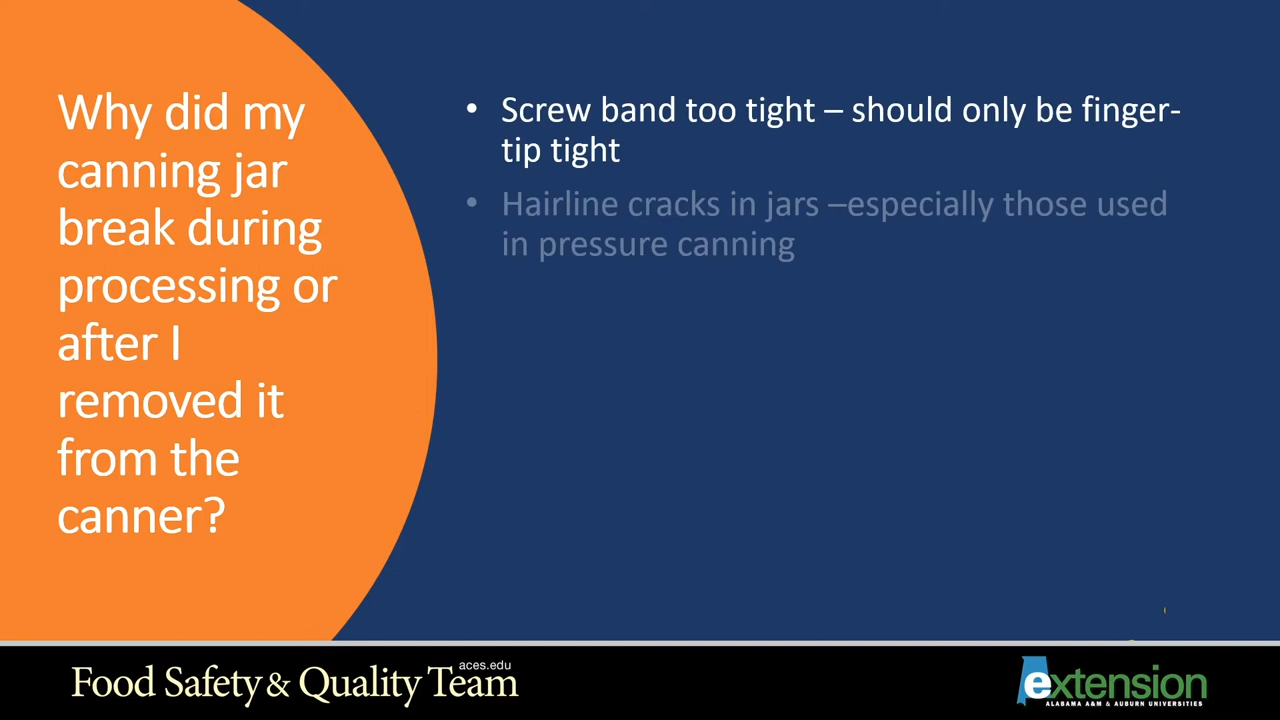 Why did my
canning jar
break during
processing or
after I
removed it
from the
canner?
• Screw band too tight – should only be finger-
tip tight
• Hairline cracks in jars –especially those used
in pressure canning
aces.edu
Food Safety & Quality Team
extension
ALABAMA A&M & AUBURN UNIVERSITIES